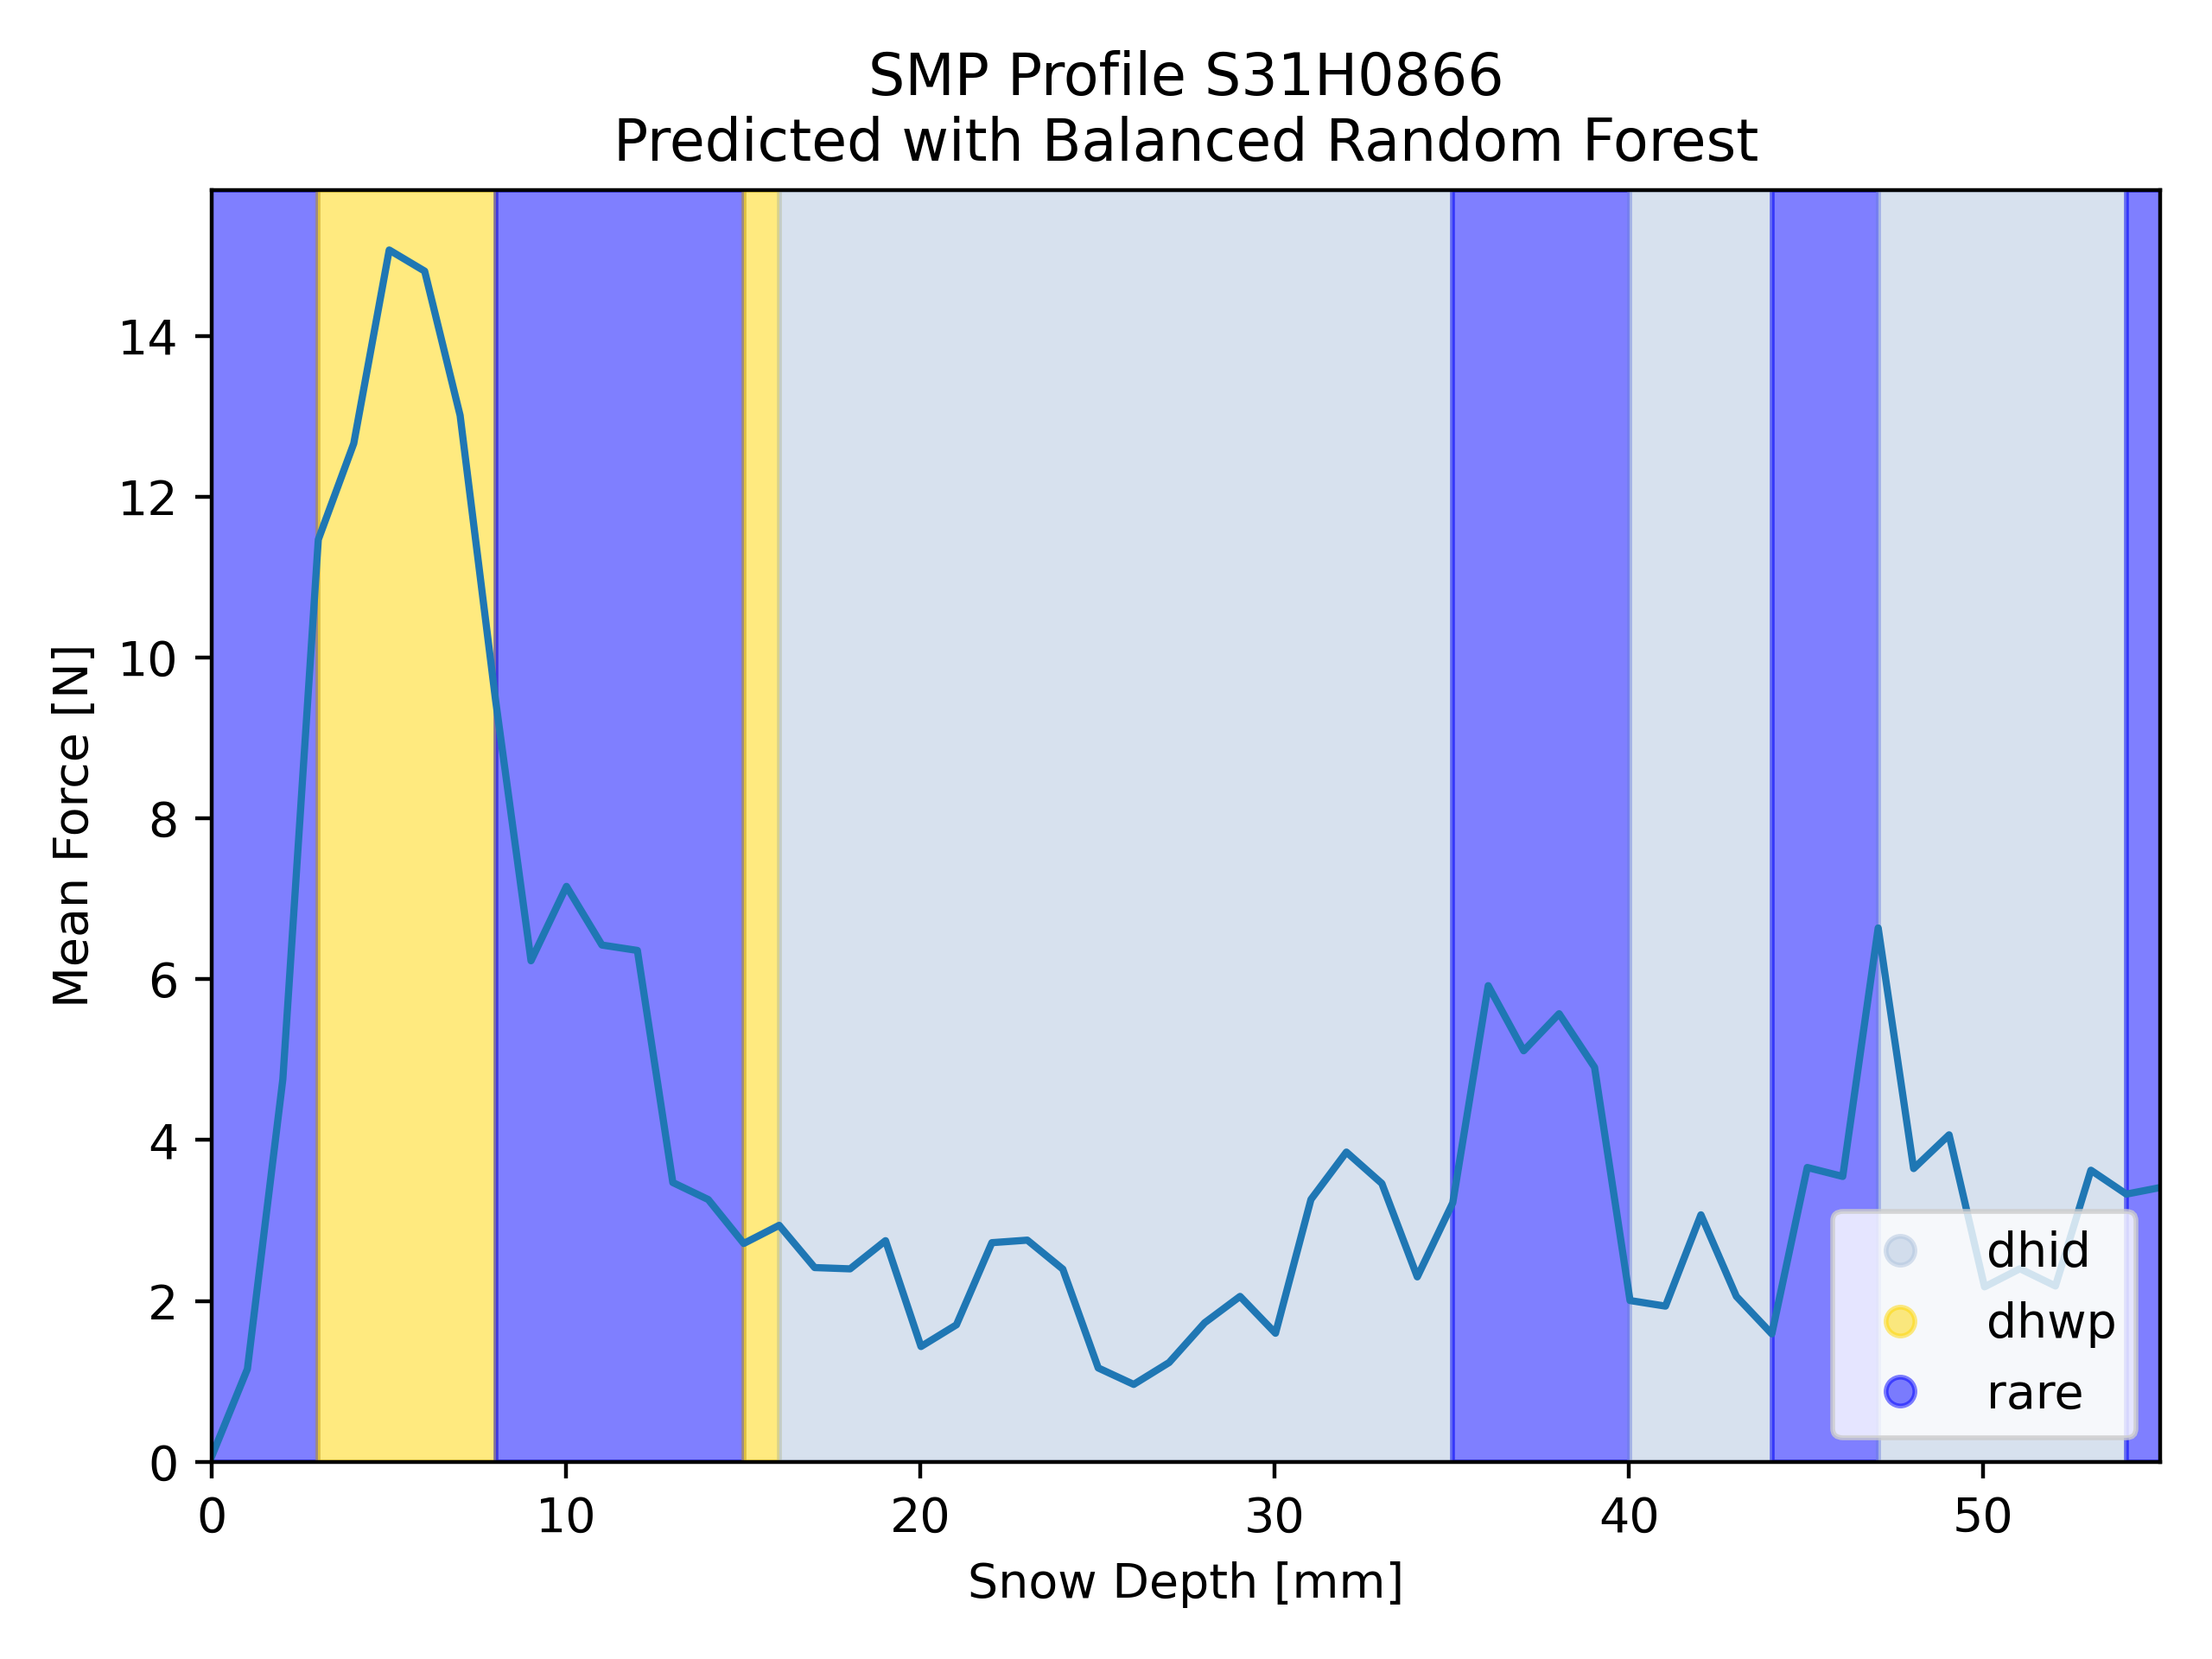 SMP Profile S31H0866
Predicted with Balanced Random Forest
Mean Force [N]
14
12
10
8
6
4
2
0
dhid
dhwp
rare
0 10 20 30 40 50
Snow Depth [mm]